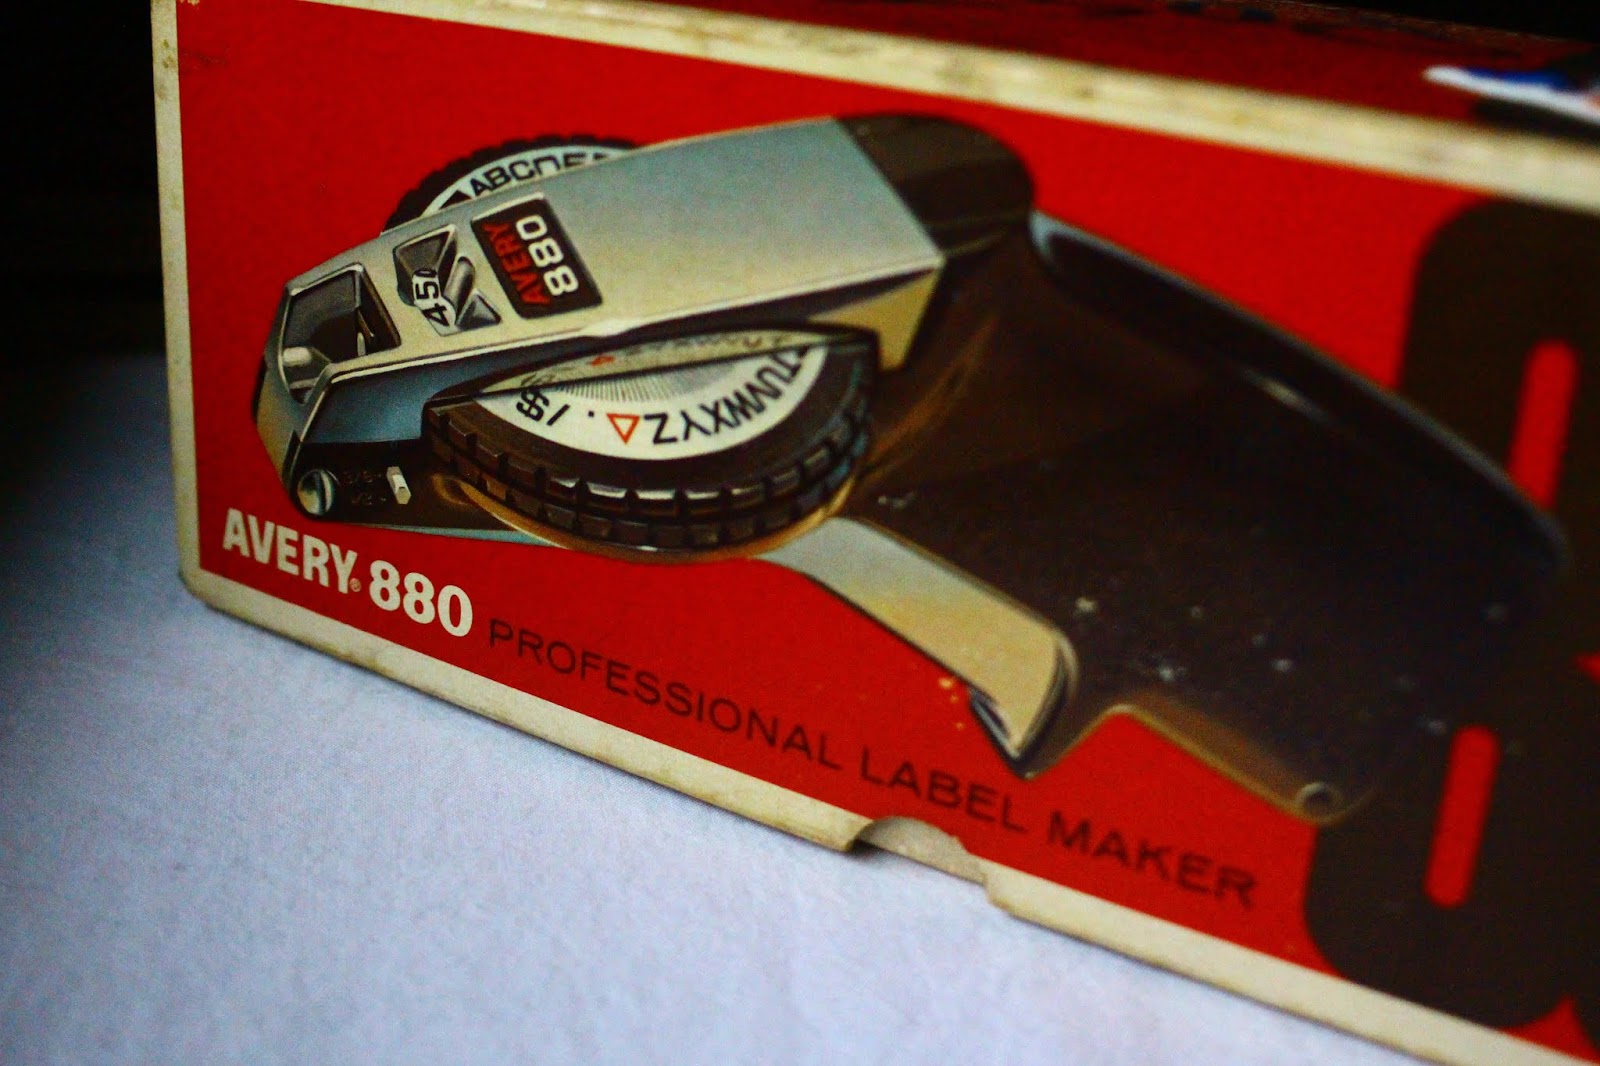 ABCDEF
AVERY
880
45
TUVWXYZ
AVERY® 880 PROFESSIONAL LABEL MAKER